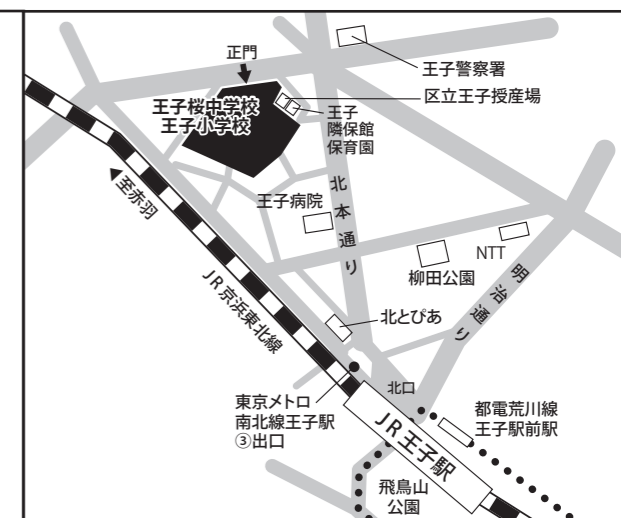 正門
王子警察署
区立王子授産場
王子桜中学校
王子小学校
王子
隣保館
保育園
至赤羽
王子病院
北本通り
NTT
柳田公園
明治通り
JR京浜東北線
北とぴあ
北口
東京メトロ
南北線王子駅
③出口
JR王子駅
都電荒川線
王子駅前駅
飛鳥山
公園